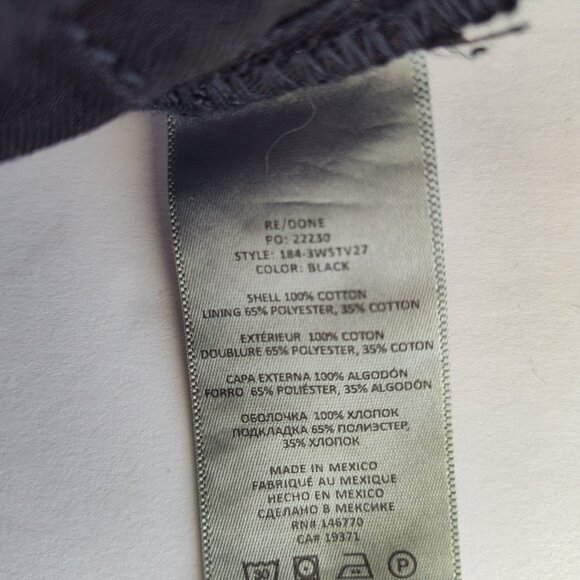 RE/DONE
PO: 22230
STYLE: 184-3WSTV27
COLOR: BLACK
SHELL 100% COTTON
LINING 65% POLYESTER, 35% COTTON
EXTÉRIEUR 100% COTON
DOUBLURE 65% POLYESTER, 35% COTON
CAPA EXTERNA 100% ALGODÓN
FORRO 65% POLIÉSTER, 35% ALGODÓN
ОБОЛОЧКА 100% ХЛОПОК
ПОДКЛАДКА 65% ПОЛИЭСТЕР,
35% ХЛОПОК
MADE IN MEXICO
FABRIQUÉ AU MEXIQUE
HECHO EN MEXICO
СДЕЛАНО В МЕКСИКЕ
RN# 146770
CA# 19371
30 P